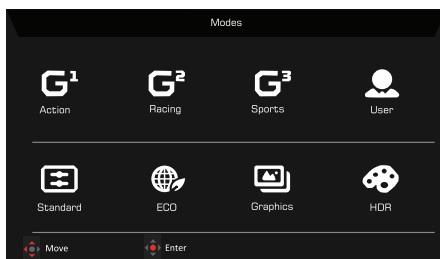 Modes
G1 G2 G3
Action Racing Sports User
Standard ECO Graphics HDR
Move Enter